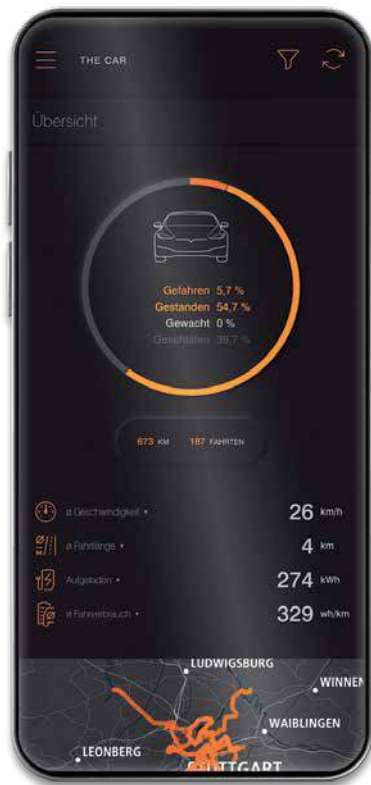 THE CAR
Übersicht
Gefahren 5,7 %
Gestanden 54,7 %
Gewacht 0 %
Geschlafen 39,7 %
673 KM 187 FAHRTEN
ø Geschwindigkeit 26 km/h
ø Fahrtlänge 4 km
Aufgeladen 274 kWh
ø Fahrverbrauch 329 wh/km
LUDWIGSBURG
WINNEN
WAIBLINGEN
LEONBERG
STUTTGART